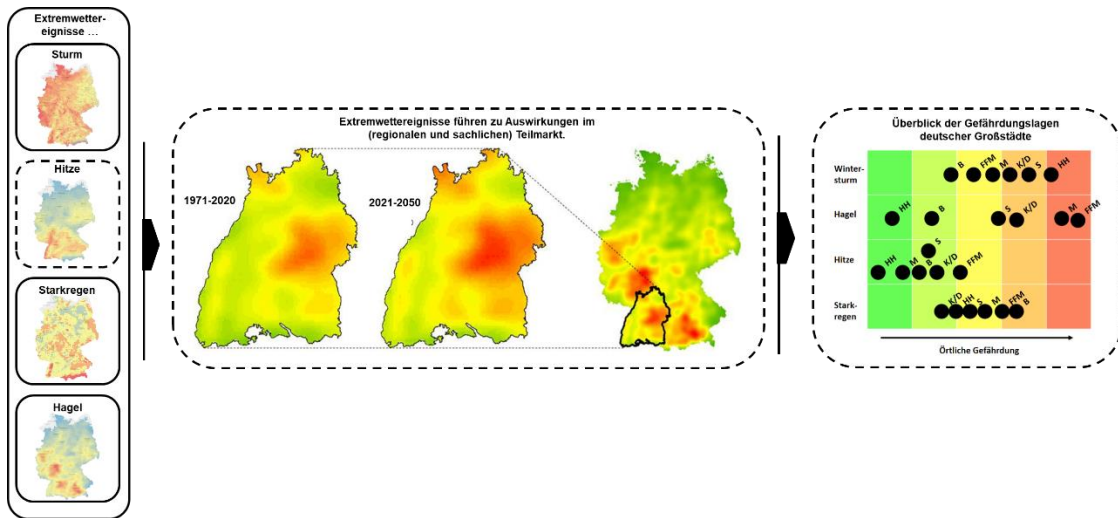 Extremwetter-
ereignisse ...
Sturm
Hitze
Starkregen
Hagel
Extremwettereignisse führen zu Auswirkungen im
(regionalen und sachlichen) Teilmarkt.
1971-2020
2021-2050
Überblick der Gefährdungslagen
deutscher Großstädte
Winter-
sturm
B FFM M K/D S HH
Hagel
HH B S K/D M FFM
Hitze
S
HH M B K/D FFM
Stark-
regen
K/D HH S M FFM B
Örtliche Gefährdung